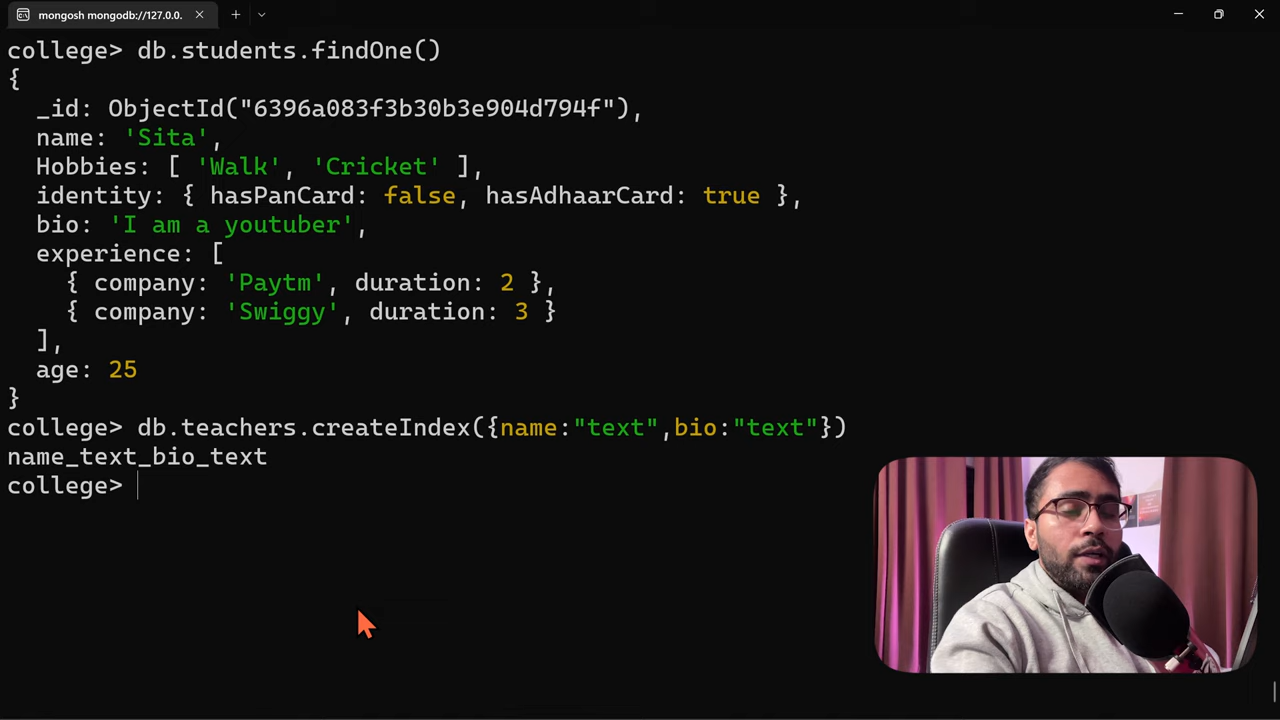 mongosh mongodb://127.0.0.
college> db.students.findOne()
{
  _id: ObjectId("6396a083f3b30b3e904d794f"),
  name: 'Sita',
  Hobbies: [ 'Walk', 'Cricket' ],
  identity: { hasPanCard: false, hasAdhaarCard: true },
  bio: 'I am a youtuber',
  experience: [
    { company: 'Paytm', duration: 2 },
    { company: 'Swiggy', duration: 3 }
  ],
  age: 25
}
college> db.teachers.createIndex({name:"text",bio:"text"})
name_text_bio_text
college>